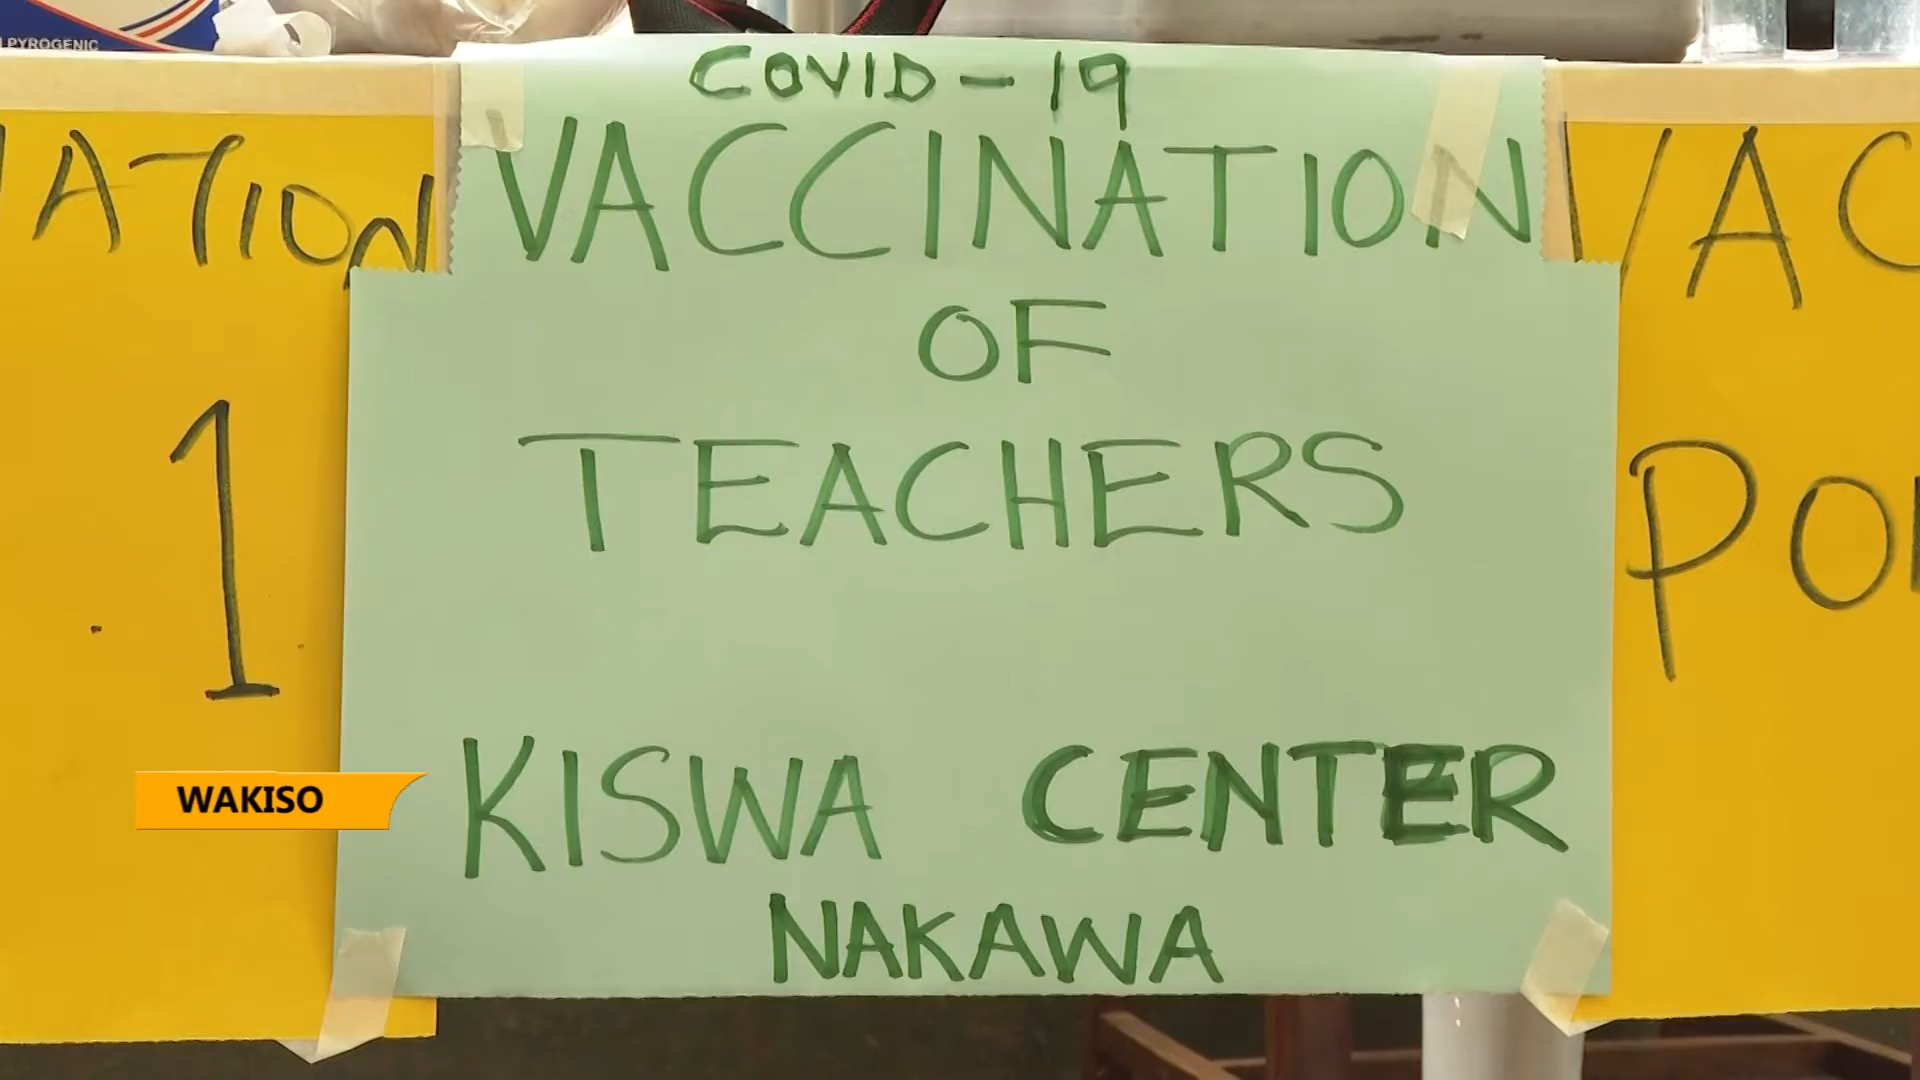 PYROGENIC
COVID-19
VACCINATION
OF
TEACHERS
KISWA CENTER
NAKAWA
ATION
1
VAC
PO
WAKISO